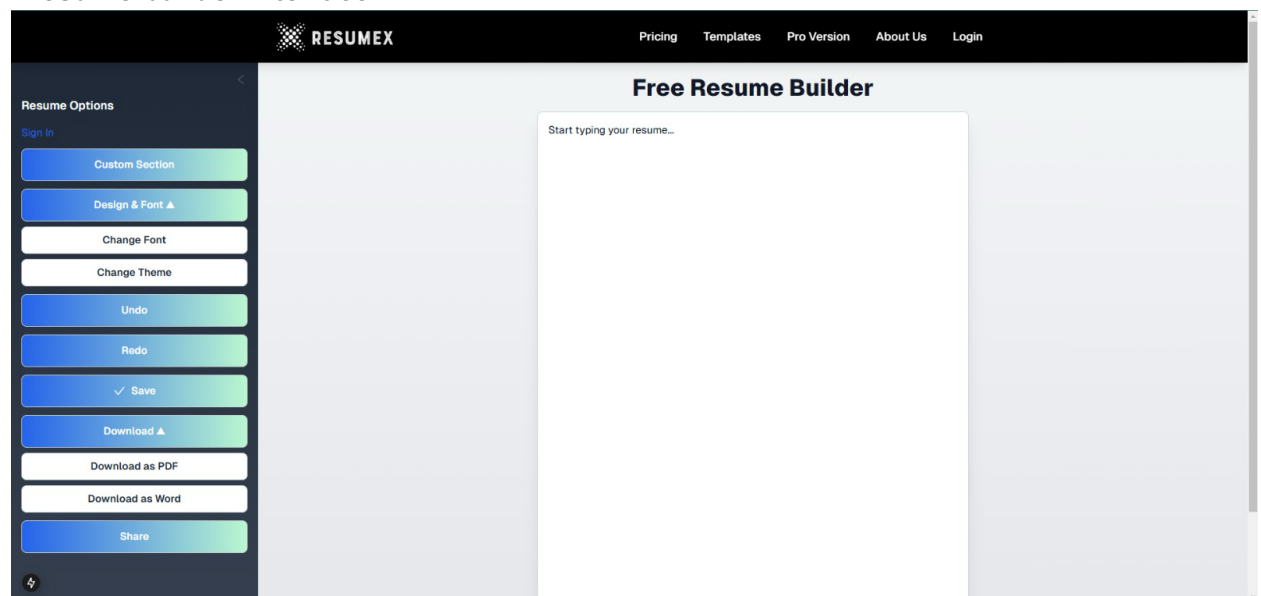 RESUMEX
Pricing Templates Pro Version About Us Login
Resume Options
Sign In
Custom Section
Design & Font ▲
Change Font
Change Theme
Undo
Redo
✓ Save
Download ▲
Download as PDF
Download as Word
Share
Free Resume Builder
Start typing your resume...